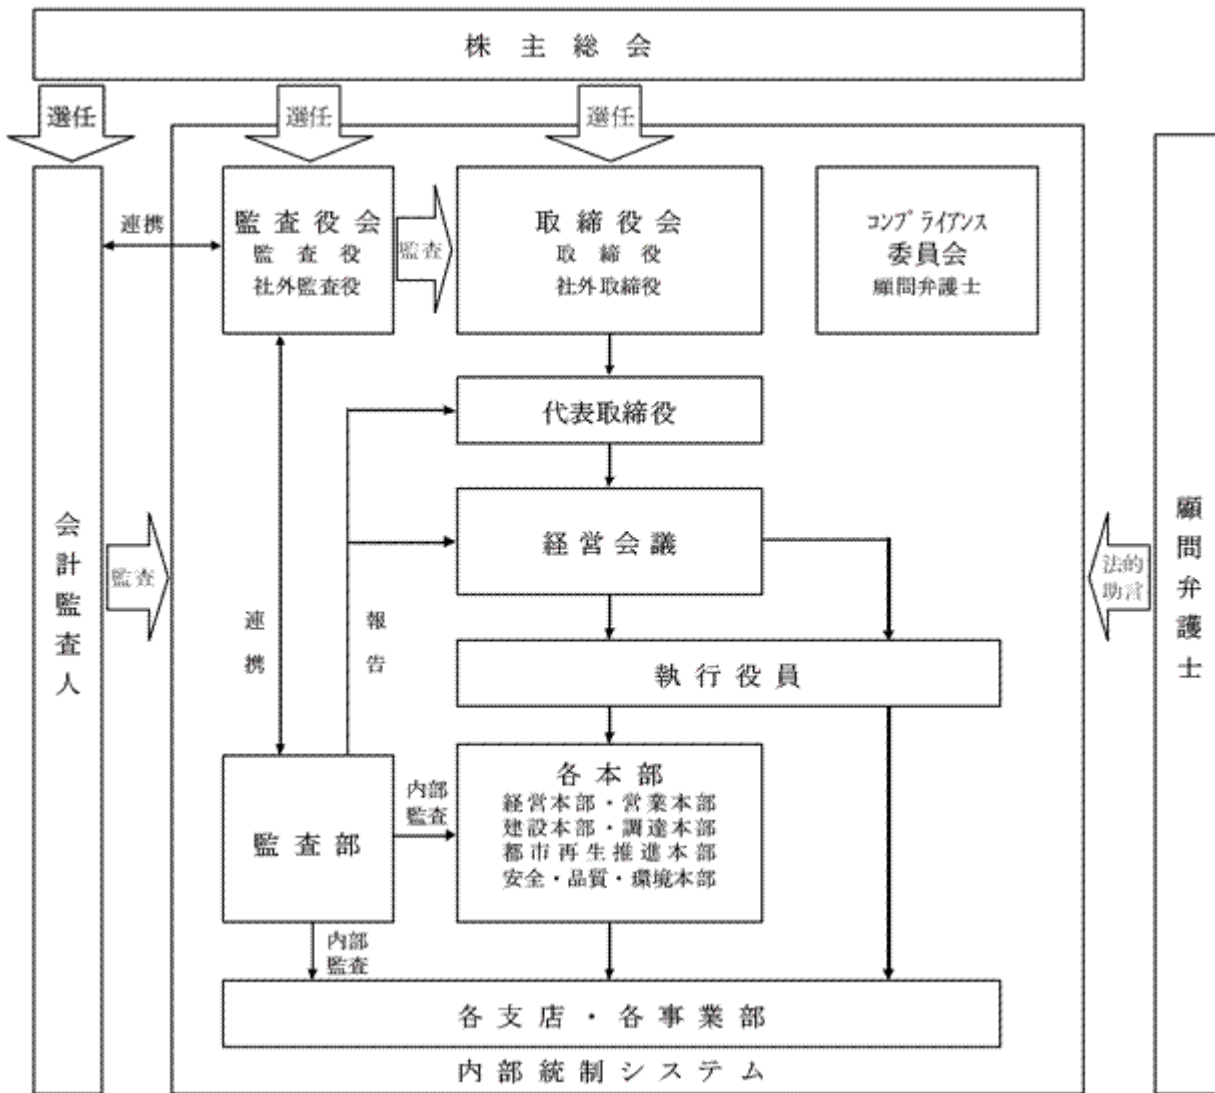 株主総会
選任
選任
選任
監査役会
監査役
社外監査役
監査
取締役会
取締役
社外取締役
コンプライアンス
委員会
顧問弁護士
連携
代表取締役
経営会議
会計監査人
監査
連携
報告
法的
助言
顧問弁護士
執行役員
監査部
内部
監査
各本部
経営本部・営業本部
建設本部・調達本部
都市再生推進本部
安全・品質・環境本部
内部
監査
各支店・各事業部
内部統制システム